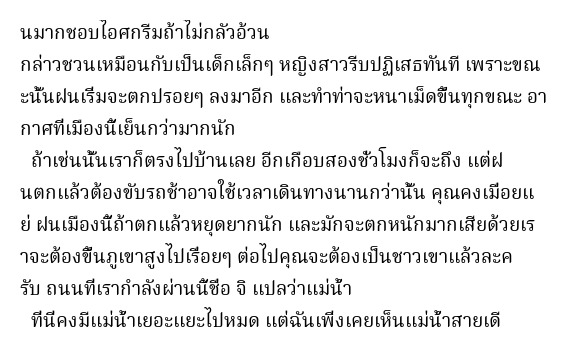 นมากชอบไอศกรีมถ้าไม่กลัวอ้วน
กล่าวชวนเหมือนกับเป็นเด็กเล็กๆ หญิงสาวรีบปฏิเสธทันที เพราะขณ
ะนั้นฝนเริ่มจะตกปรอยๆ ลงมาอีก และทำท่าจะหนาเม็ดขึ้นทุกขณะ อา
กาศที่เมืองนี้เย็นกว่ามากนัก
ถ้าเช่นนั้นเราก็ตรงไปบ้านเลย อีกเกือบสองชั่วโมงก็จะถึง แต่ฝ
นตกแล้วต้องขับรถช้าอาจใช้เวลาเดินทางนานกว่านั้น คุณคงเมื่อยแ
ย่ ฝนเมืองนี้ถ้าตกแล้วหยุดยากนัก และมักจะตกหนักมากเสียด้วยเร
าจะต้องขึ้นภูเขาสูงไปเรื่อยๆ ต่อไปคุณจะต้องเป็นชาวเขาแล้วละค
รับ ถนนที่เรากำลังผ่านนี้ชื่อ จิ แปลว่าแม่น้ำ
ที่นี่คงมีแม่น้ำเยอะแยะไปหมด แต่ฉันเพิ่งเคยเห็นแม่น้ำสายเดี